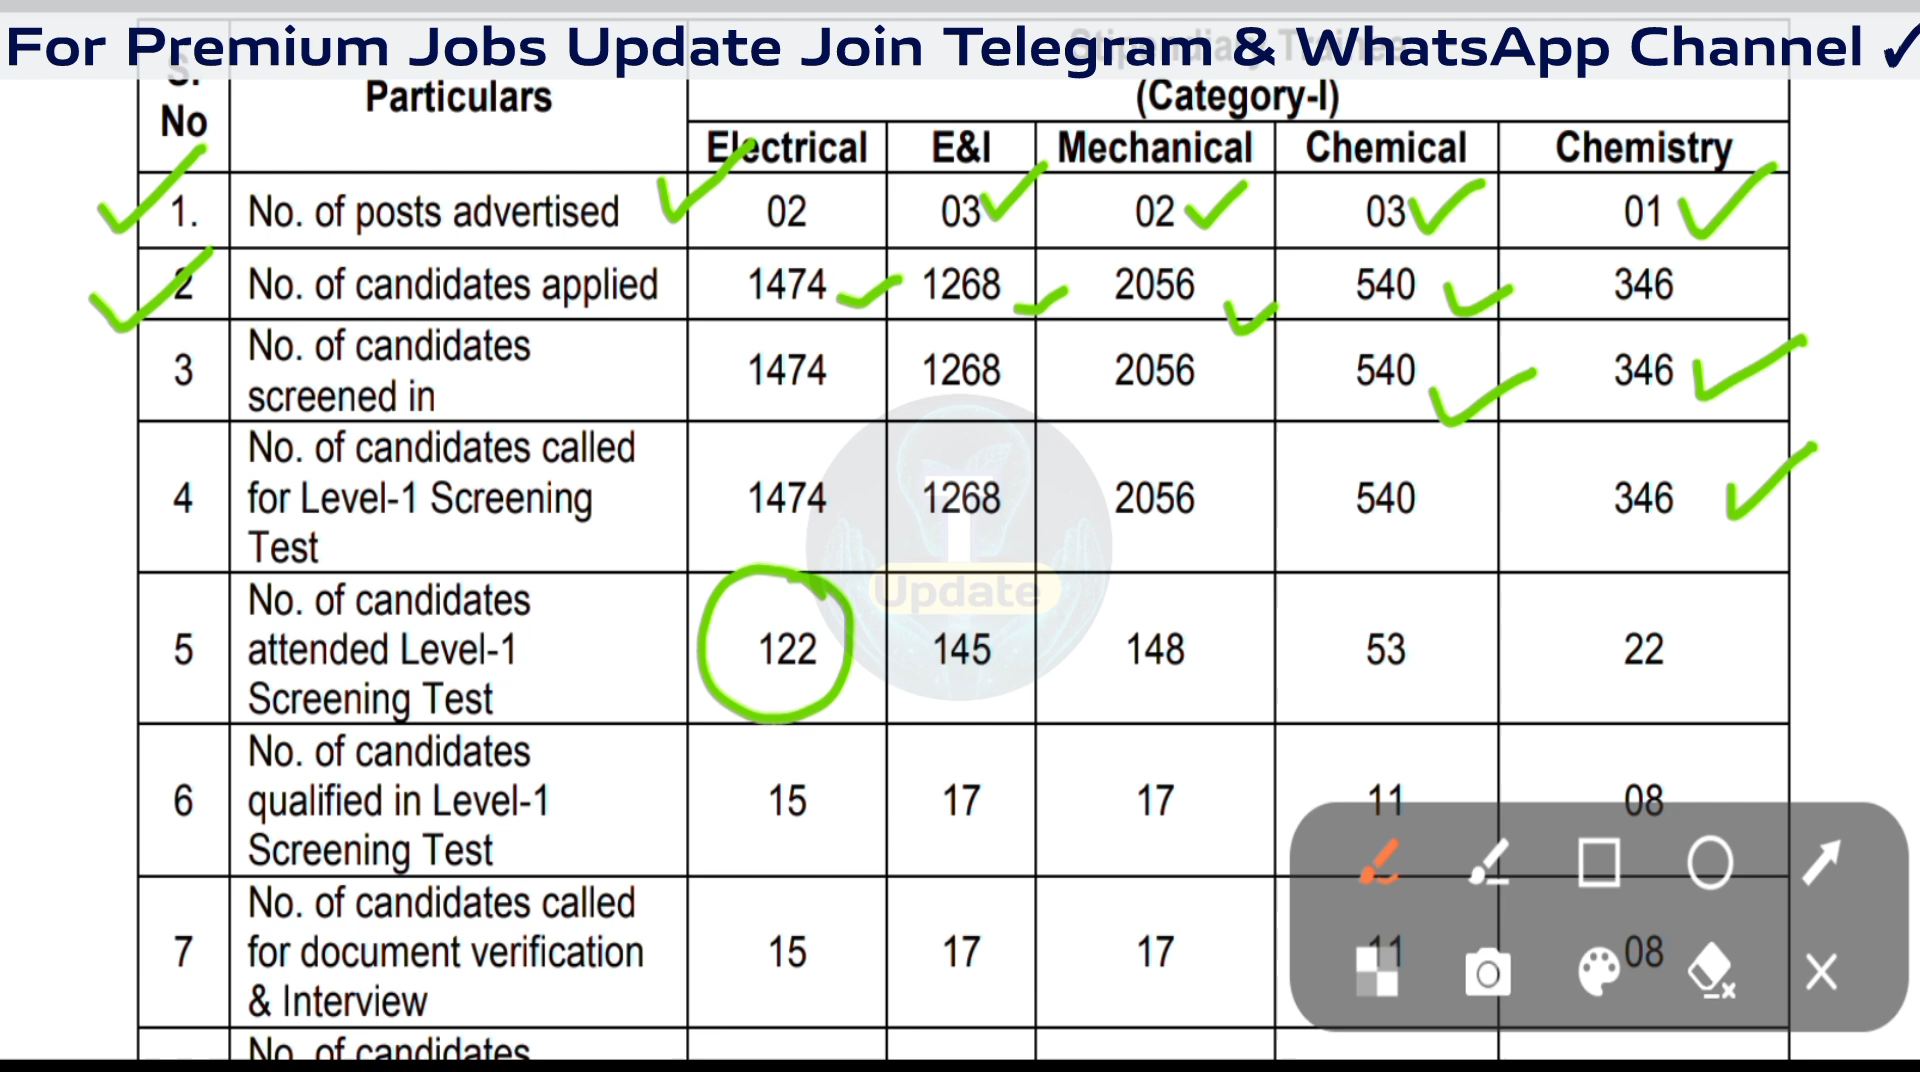 For Premium Jobs Update Join Telegram & WhatsApp Channel ✓
Stipendiary Trainee
S.
No
Particulars
(Category-I)
Electrical E&I Mechanical Chemical Chemistry
1. No. of posts advertised 02 03 02 03 01
2 No. of candidates applied 1474 1268 2056 540 346
No. of candidates
3 1474 1268 2056 540 346
screened in
No. of candidates called
4 for Level-1 Screening 1474 1268 2056 540 346
Test
Update
No. of candidates
5 attended Level-1 122 145 148 53 22
Screening Test
No. of candidates
6 qualified in Level-1 15 17 17 11 08
Screening Test
No. of candidates called
7 for document verification 15 17 17 11 08
& Interview
No. of candidates